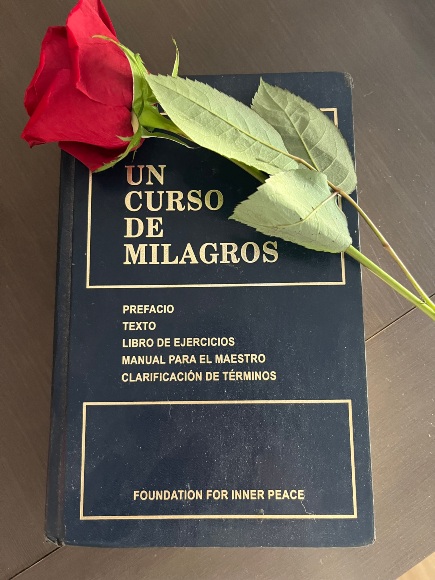 UN
CURSO
DE
MILAGROS
PREFACIO
TEXTO
LIBRO DE EJERCICIOS
MANUAL PARA EL MAESTRO
CLARIFICACIÓN DE TÉRMINOS
FOUNDATION FOR INNER PEACE